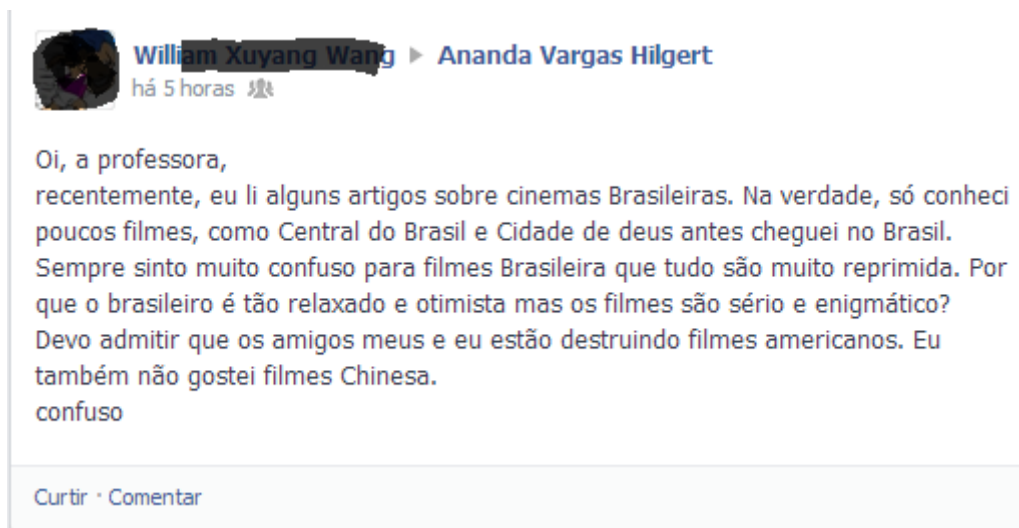 ▸ Ananda Vargas Hilgert
há 5 horas
Oi, a professora,
recentemente, eu li alguns artigos sobre cinemas Brasileiras. Na verdade, só conheci
poucos filmes, como Central do Brasil e Cidade de deus antes cheguei no Brasil.
Sempre sinto muito confuso para filmes Brasileira que tudo são muito reprimida. Por
que o brasileiro é tão relaxado e otimista mas os filmes são sério e enigmático?
Devo admitir que os amigos meus e eu estão destruindo filmes americanos. Eu
também não gostei filmes Chinesa.
confuso
Curtir · Comentar